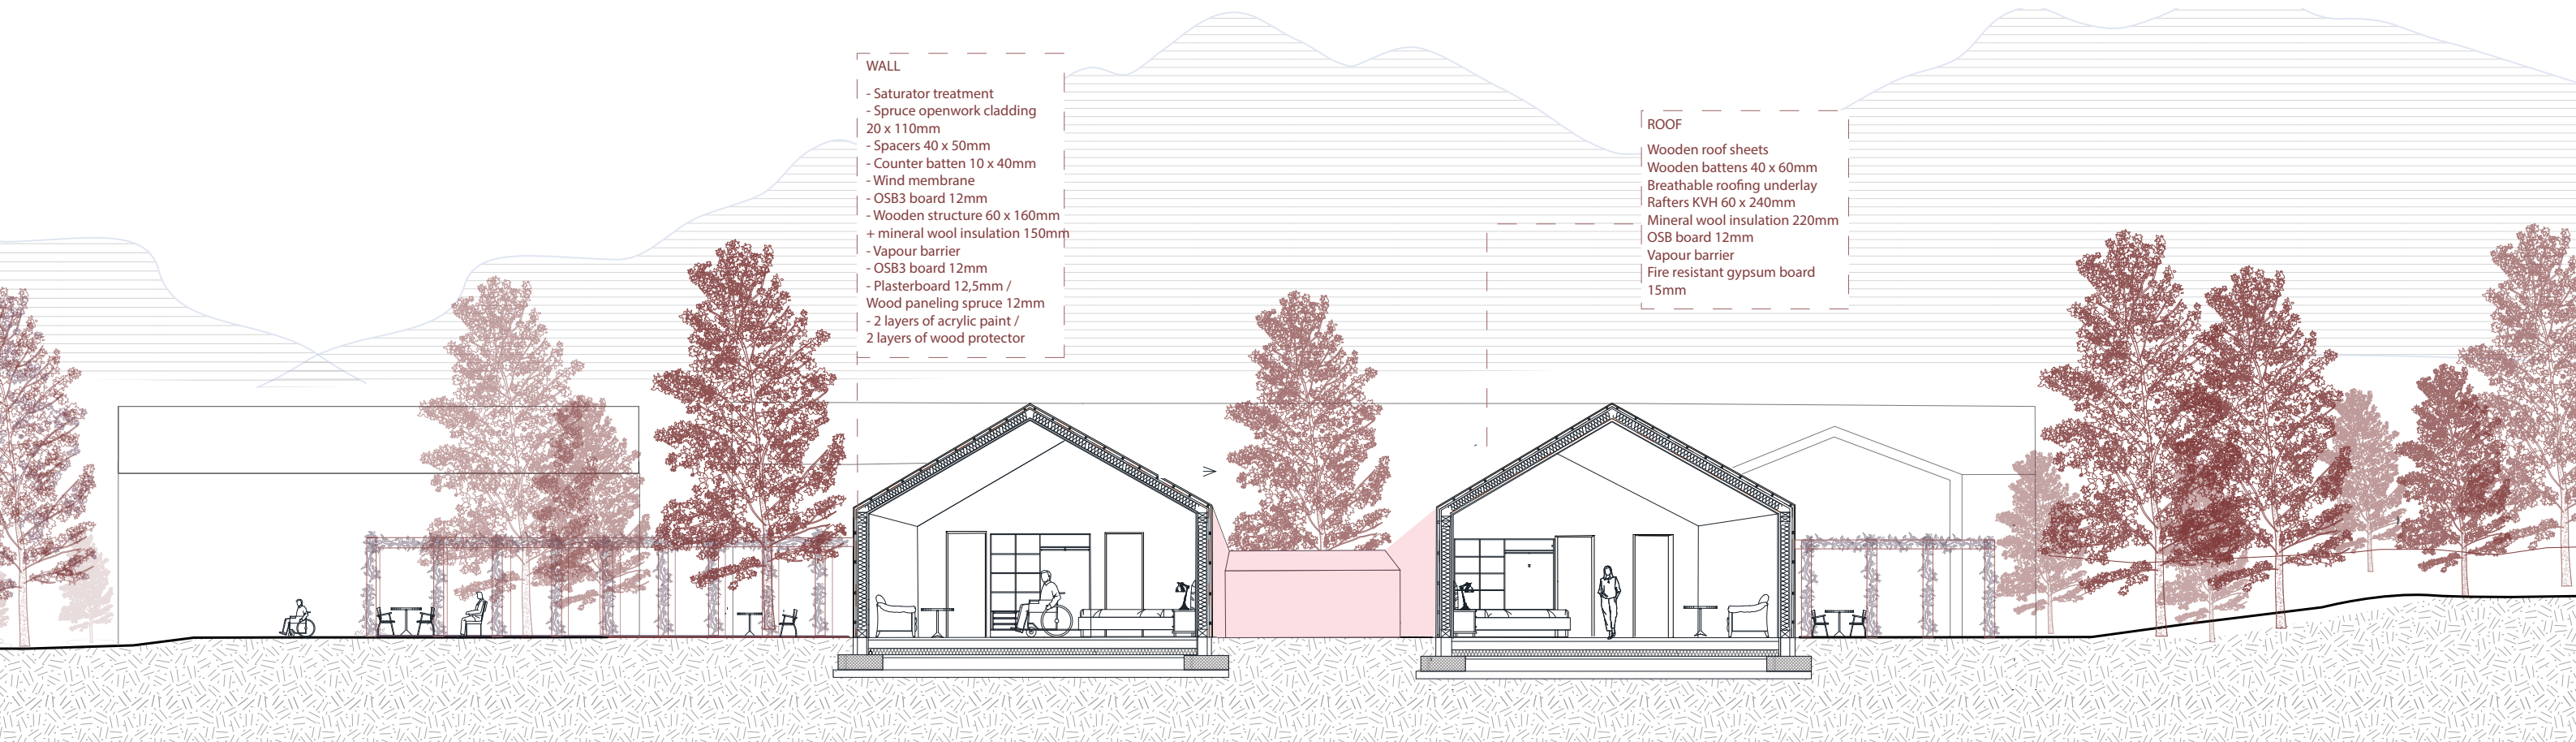 WALL
- Saturator treatment
- Spruce openwork cladding
20 x 110mm
- Spacers 40 x 50mm
- Counter batten 10 x 40mm
- Wind membrane
- OSB3 board 12mm
- Wooden structure 60 x 160mm
+ mineral wool insulation 150mm
- Vapour barrier
- OSB3 board 12mm
- Plasterboard 12,5mm /
Wood paneling spruce 12mm
- 2 layers of acrylic paint /
2 layers of wood protector
ROOF
Wooden roof sheets
Wooden battens 40 x 60mm
Breathable roofing underlay
Rafters KVH 60 x 240mm
Mineral wool insulation 220mm
OSB board 12mm
Vapour barrier
Fire resistant gypsum board
15mm